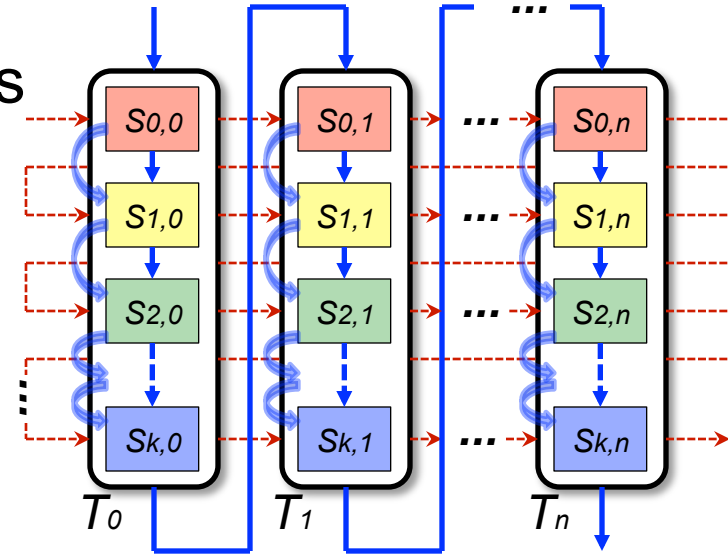 ...
s
S0,0 S0,1 ... S0,n
S1,0 S1,1 ... S1,n
S2,0 S2,1 ... S2,n
...
Sk,0 Sk,1 ... Sk,n
T0 T1 Tn